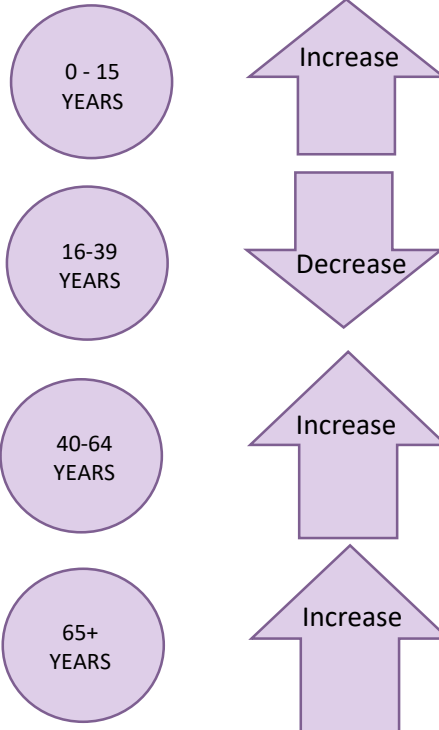 0 - 15
YEARS
Increase
16-39
YEARS
Decrease
40-64
YEARS
Increase
65+
YEARS
Increase